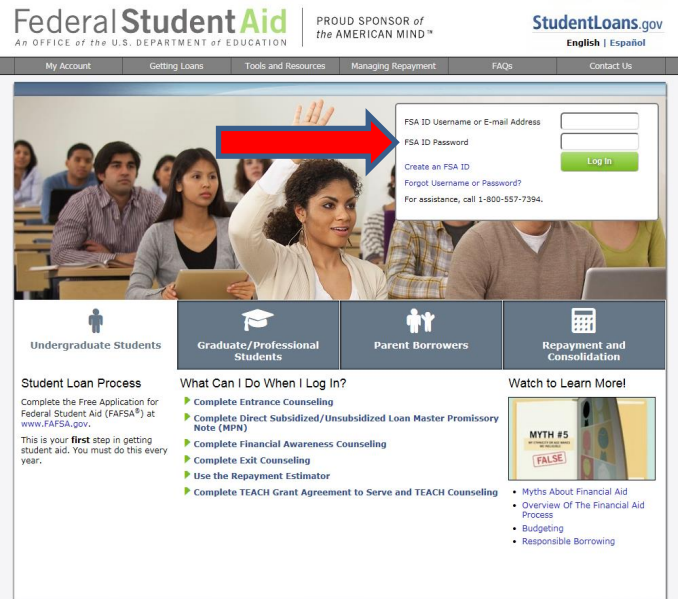 Federal Student Aid
An OFFICE of the U.S. DEPARTMENT of EDUCATION
PROUD SPONSOR of
the AMERICAN MIND™
StudentLoans.gov
English | Español
My Account Getting Loans Tools and Resources Managing Repayment FAQs Contact Us
FSA ID Username or E-mail Address
FSA ID Password
Log In
Create an FSA ID
Forgot Username or Password?
For assistance, call 1-800-557-7394.
Undergraduate Students
Graduate/Professional
Students
Parent Borrowers
Repayment and
Consolidation
Student Loan Process
Complete the Free Application for
Federal Student Aid (FAFSA®) at
www.FAFSA.gov.
This is your first step in getting
student aid. You must do this every
year.
What Can I Do When I Log In?
Complete Entrance Counseling
Complete Direct Subsidized/Unsubsidized Loan Master Promissory
Note (MPN)
Complete Financial Awareness Counseling
Complete Exit Counseling
Use the Repayment Estimator
Complete TEACH Grant Agreement to Serve and TEACH Counseling
Watch to Learn More!
MYTH #5
FALSE
Myths About Financial Aid
Overview Of The Financial Aid
Process
Budgeting
Responsible Borrowing